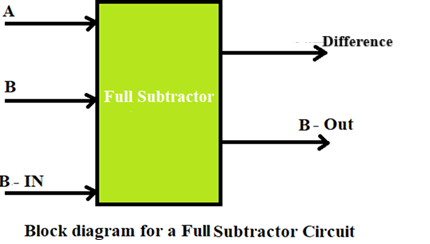 A
Difference
B
Full Subtractor
B - Out
B - IN
Block diagram for a Full Subtractor Circuit